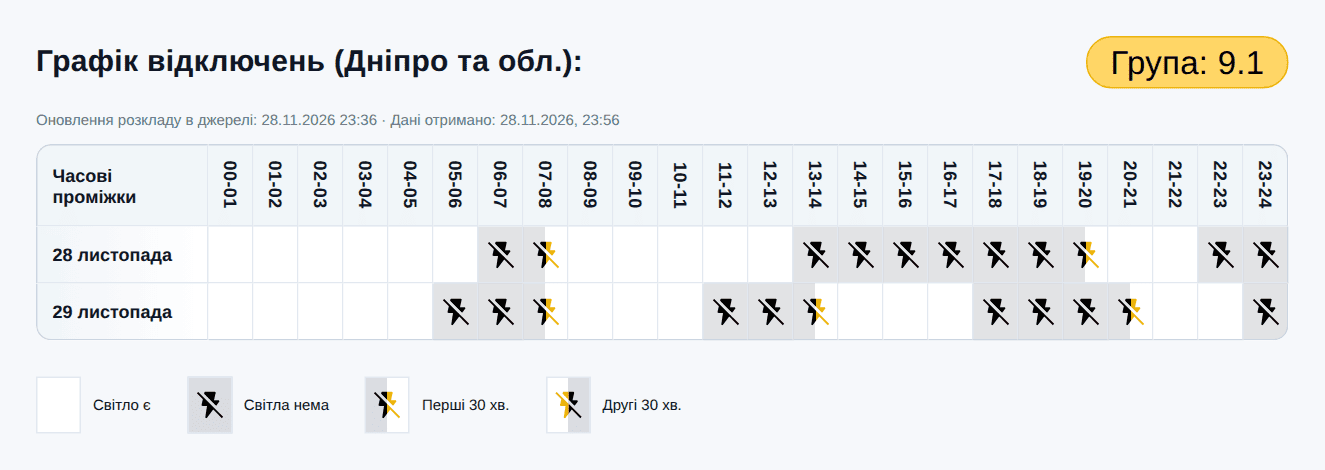 Графік відключень (Дніпро та обл.):
Група: 9.1
Оновлення розкладу в джерелі: 28.11.2026 23:36 · Дані отримано: 28.11.2026, 23:56
Часові
проміжки
00-01
01-02
02-03
03-04
04-05
05-06
06-07
07-08
08-09
09-10
10-11
11-12
12-13
13-14
14-15
15-16
16-17
17-18
18-19
19-20
20-21
21-22
22-23
23-24
28 листопада
29 листопада
Світло є
Світла нема
Перші 30 хв.
Другі 30 хв.